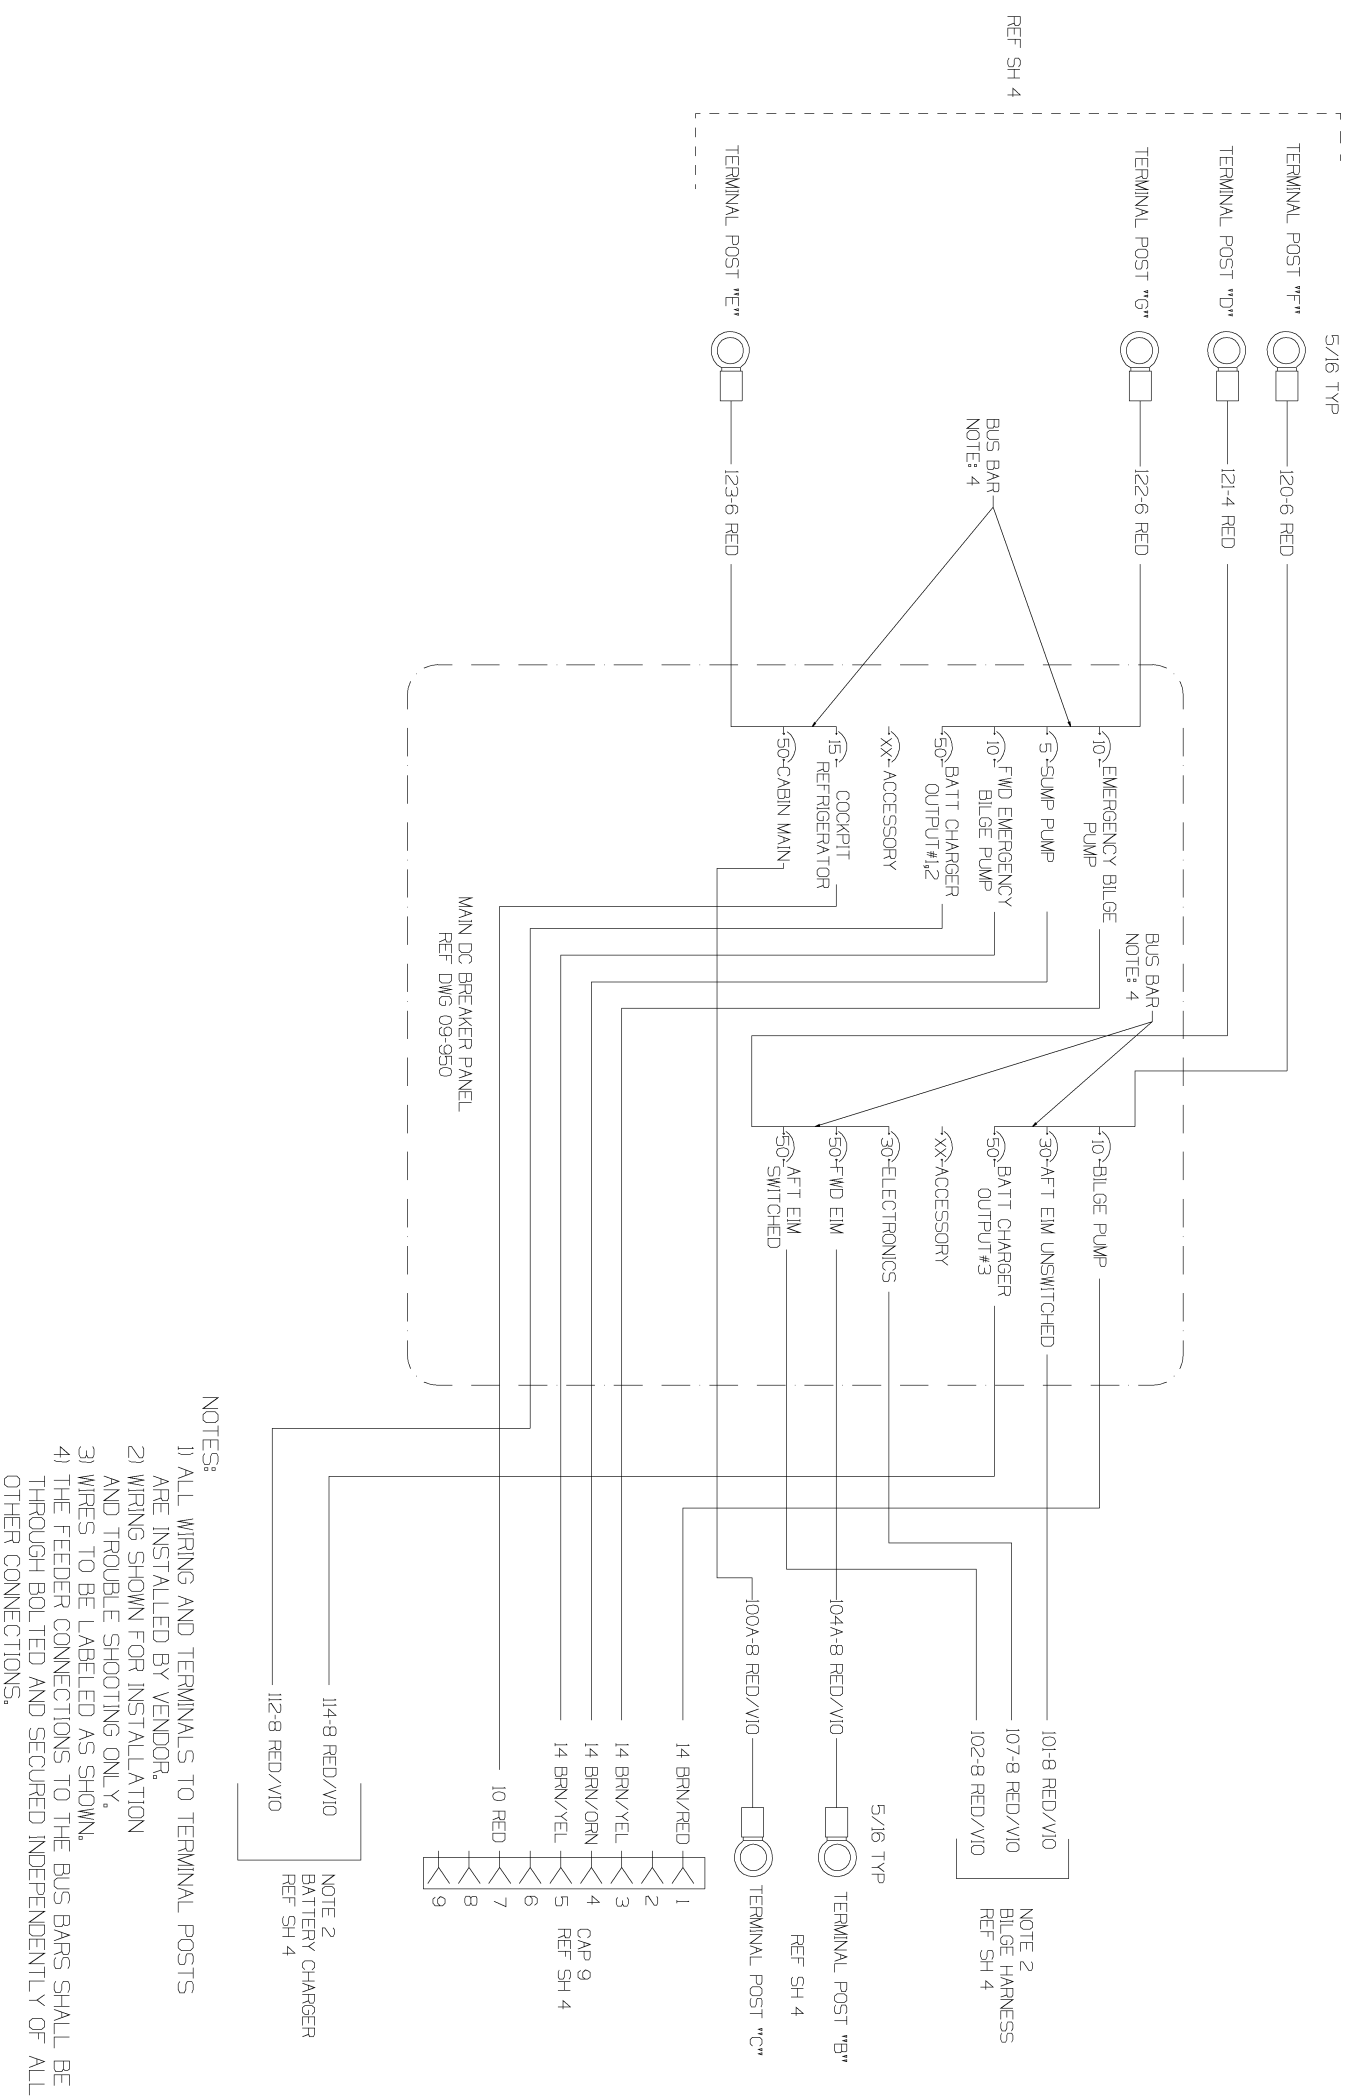 REF SH 4
5/16 TYP
TERMINAL POST "F"
120-6 RED
TERMINAL POST "D"
121-4 RED
TERMINAL POST "G"
122-6 RED
TERMINAL POST "E"
123-6 RED
BUS BAR
NOTE: 4
10
EMERGENCY BILGE
PUMP
5
SUMP PUMP
10
FWD EMERGENCY
BILGE PUMP
50
BATT CHARGER
OUTPUT#1,2
XX
ACCESSORY
15
COCKPIT
REFRIGERATOR
50
CABIN MAIN
BUS BAR
NOTE: 4
10
BILGE PUMP
30
AFT EIM UNSWITCHED
50
BATT CHARGER
OUTPUT#3
XX
ACCESSORY
30
ELECTRONICS
50
FWD EIM
50
AFT EIM
SWITCHED
MAIN DC BREAKER PANEL
REF DWG 09-950
101-8 RED/VIO
107-8 RED/VIO
102-8 RED/VIO
NOTE 2
BILGE HARNESS
REF SH 4
5/16 TYP
104A-8 RED/VIO
TERMINAL POST "B"
REF SH 4
100A-8 RED/VIO
TERMINAL POST "C"
14 BRN/RED
14 BRN/YEL
14 BRN/ORN
14 BRN/YEL
10 RED
1
2
3
4
5
6
7
8
9
CAP 9
REF SH 4
114-8 RED/VIO
112-8 RED/VIO
NOTE 2
BATTERY CHARGER
REF SH 4
NOTES:
1) ALL WIRING AND TERMINALS TO TERMINAL POSTS
ARE INSTALLED BY VENDOR.
2) WIRING SHOWN FOR INSTALLATION
AND TROUBLE SHOOTING ONLY.
3) WIRES TO BE LABELED AS SHOWN.
4) THE FEEDER CONNECTIONS TO THE BUS BARS SHALL BE
THROUGH BOLTED AND SECURED INDEPENDENTLY OF ALL
OTHER CONNECTIONS.